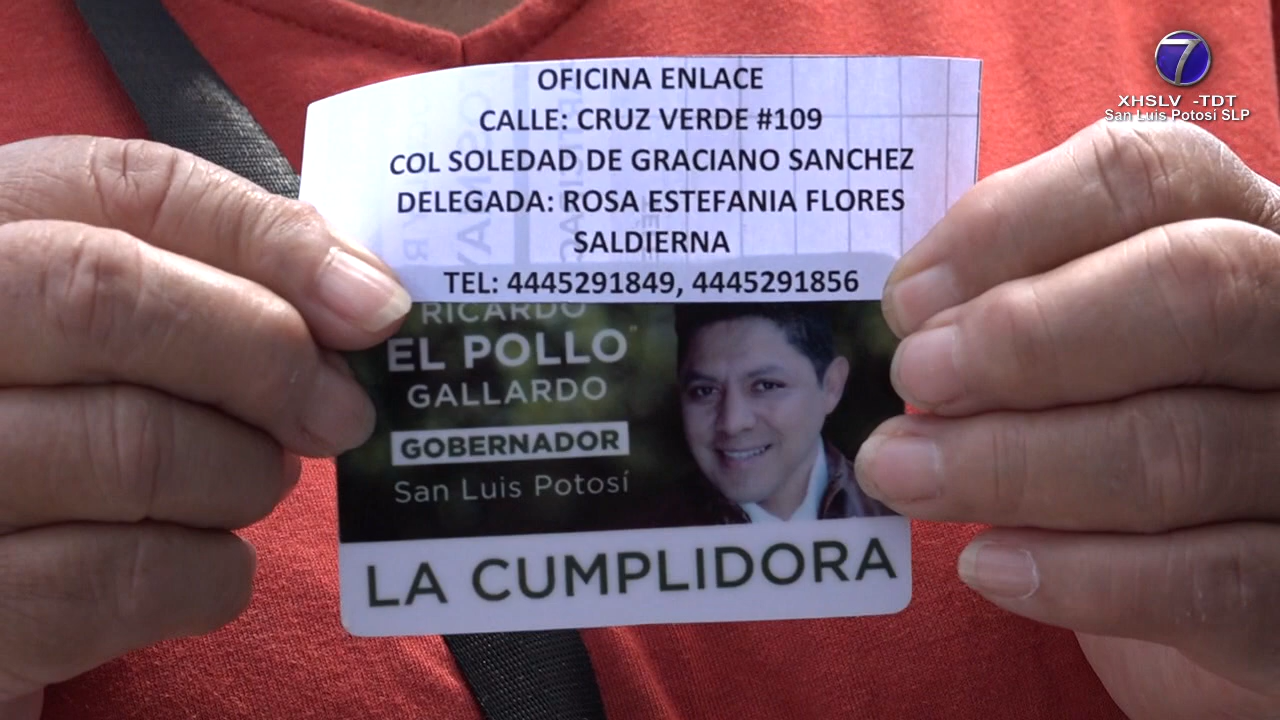 7
XHSLV -TDT
San Luis Potosí SLP
OFICINA ENLACE
CALLE: CRUZ VERDE #109
COL SOLEDAD DE GRACIANO SANCHEZ
DELEGADA: ROSA ESTEFANIA FLORES
SALDIERNA
TEL: 4445291849, 4445291856
RICARDO
EL POLLO"
GALLARDO
GOBERNADOR
San Luis Potosí
LA CUMPLIDORA